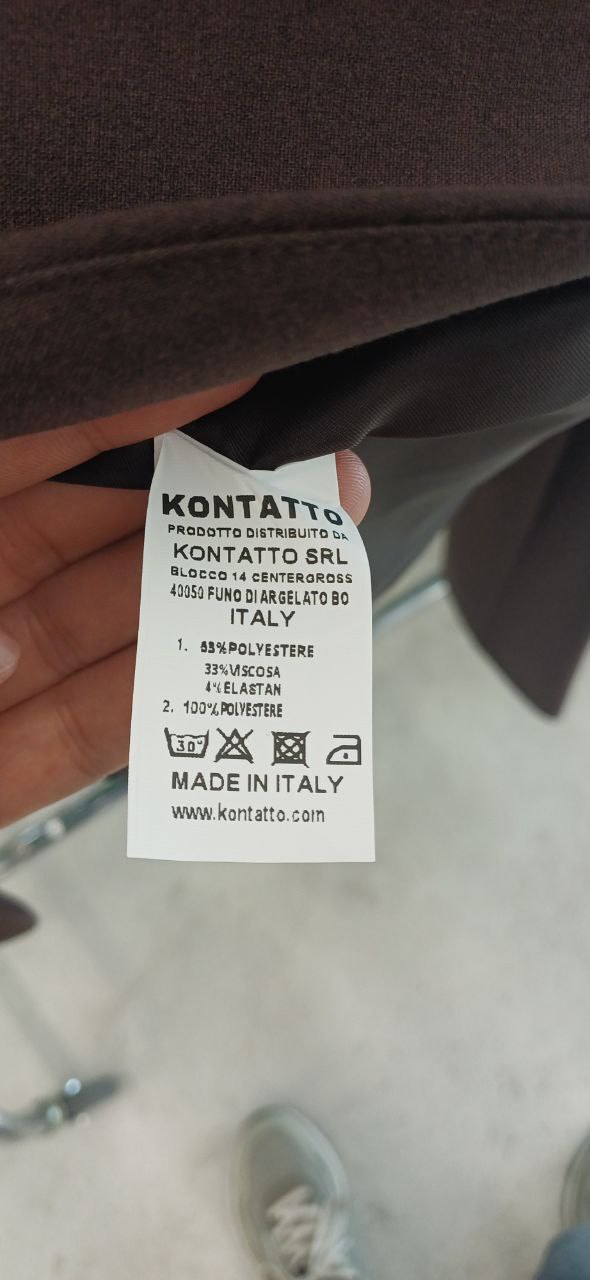 KONTATTO
PRODOTTO DISTRIBUITO DA
KONTATTO SRL
BLOCCO 14 CENTERGROSS
40050 FUNO DI ARGELATO BO
ITALY
1. 63%POLYESTERE
33%VISCOSA
4%ELASTAN
2. 100%POLYESTERE
30°
MADE IN ITALY
www.kontatto.com